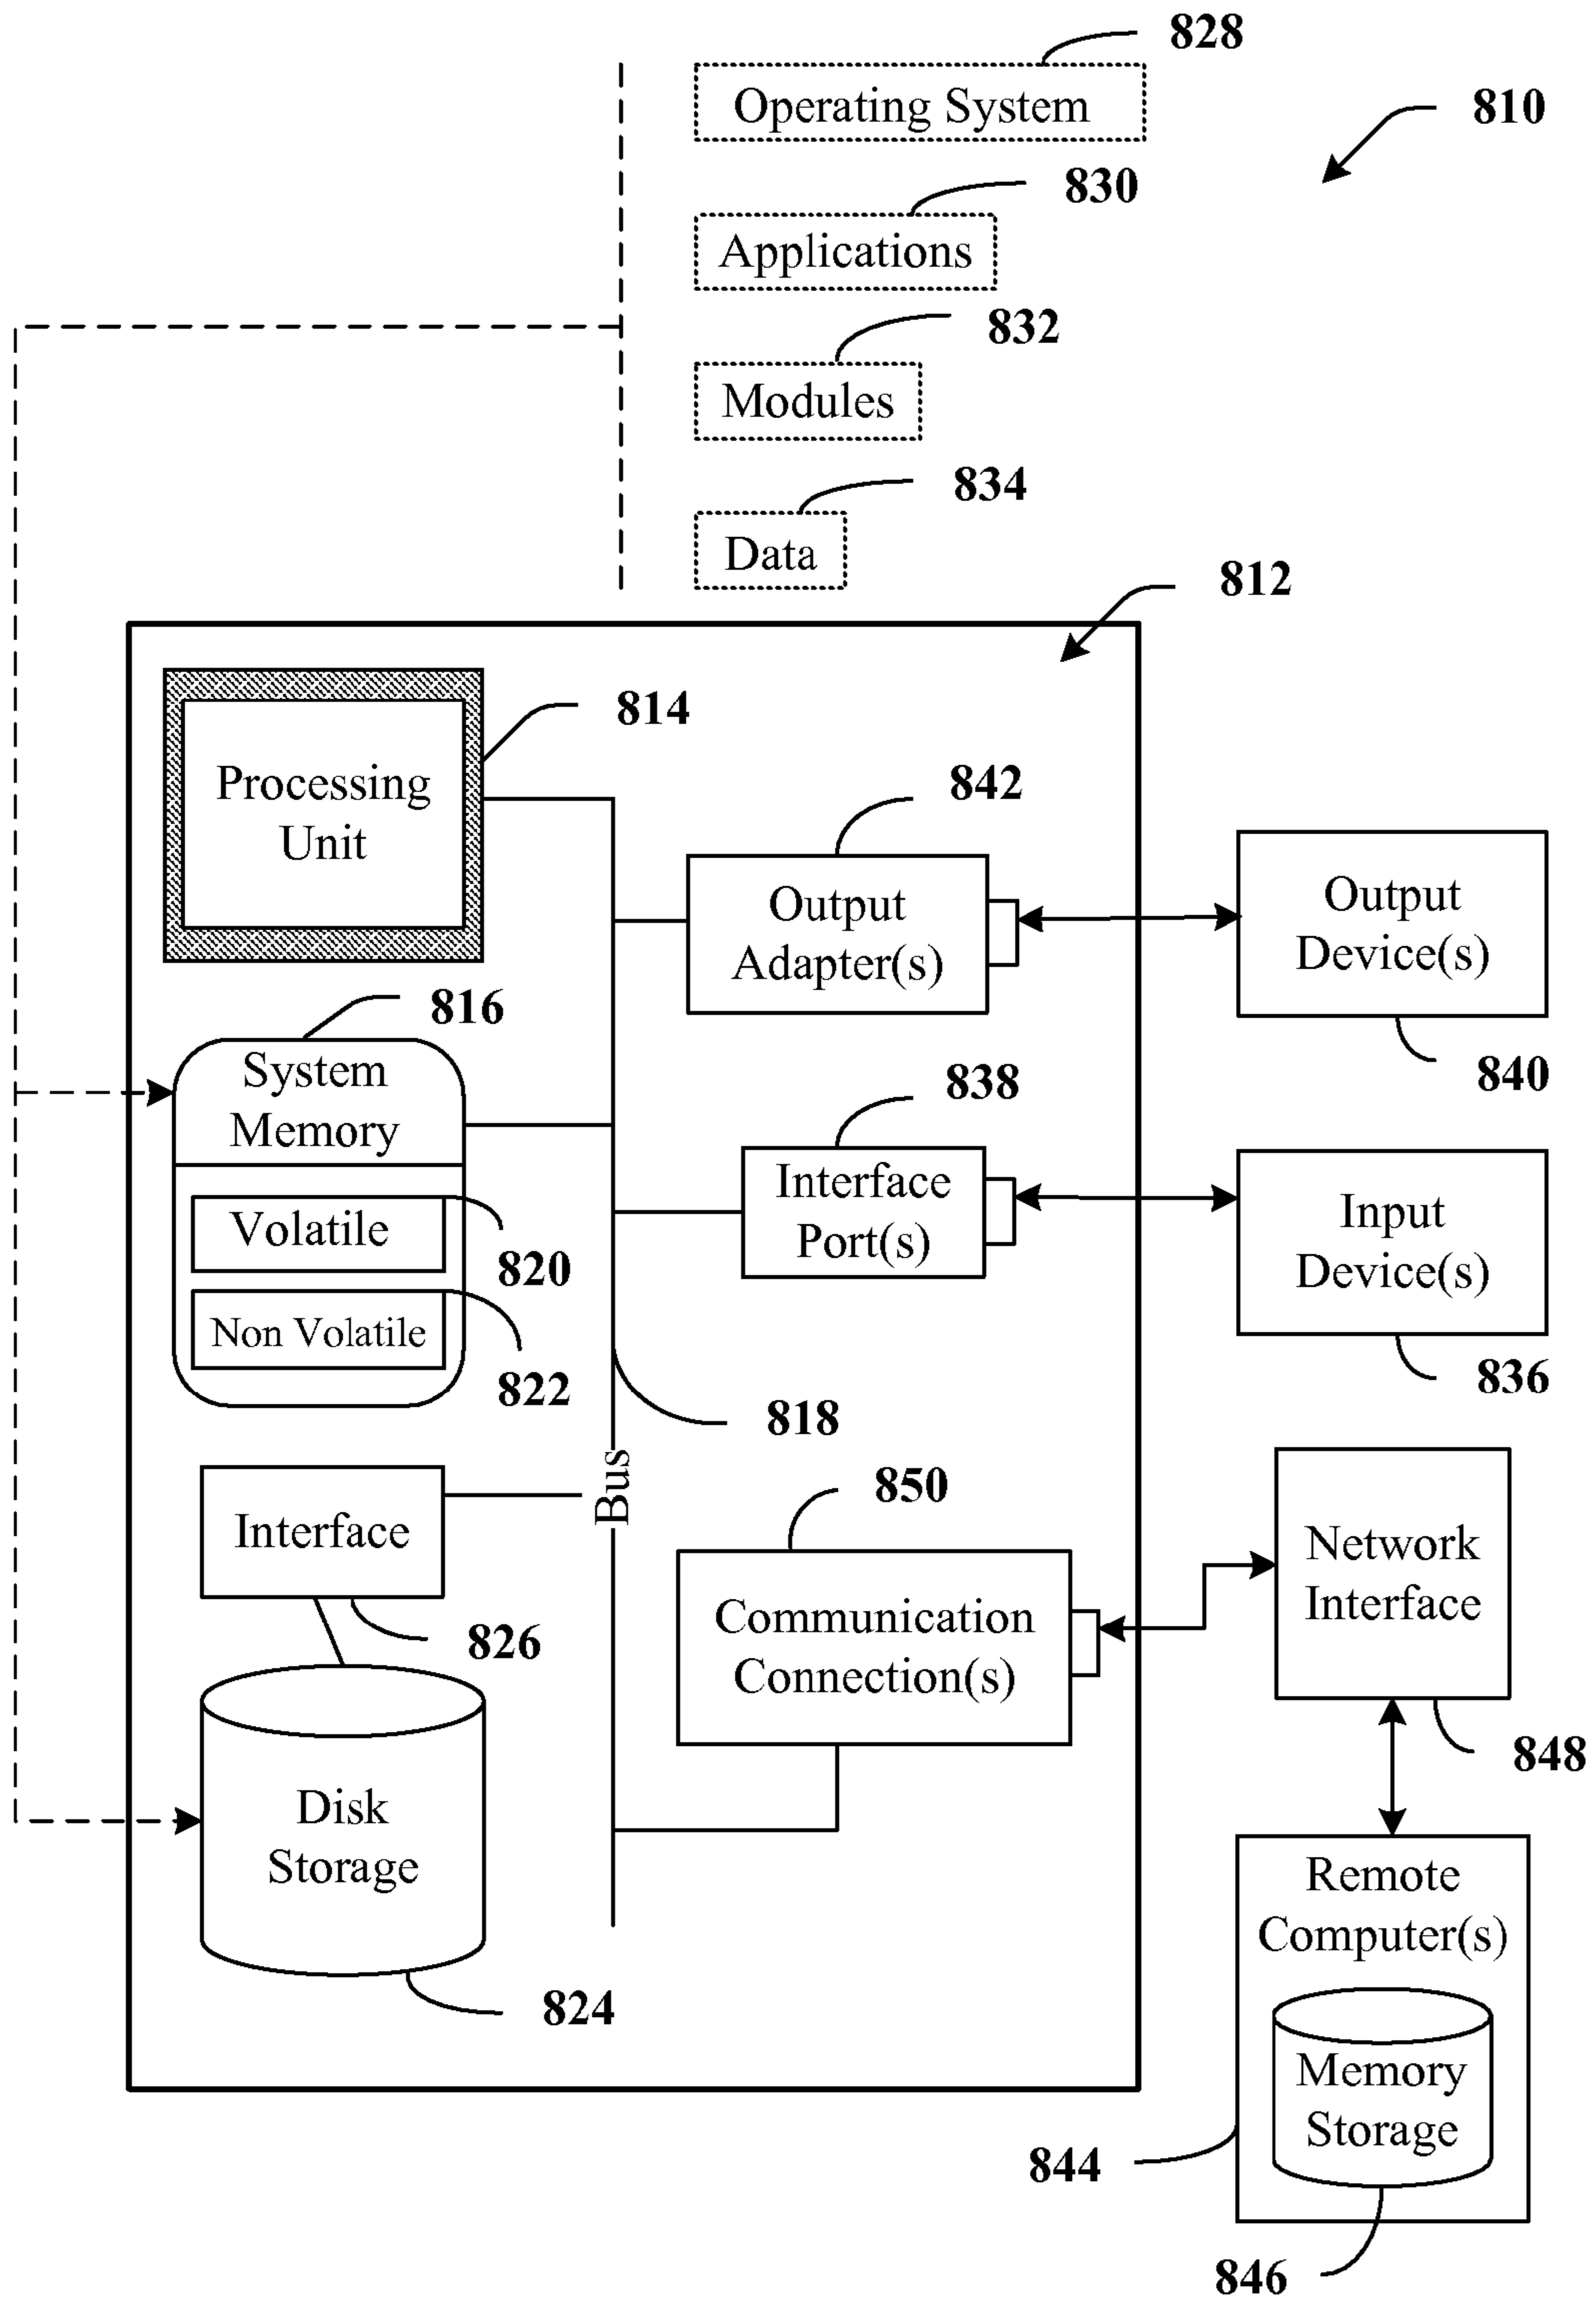 828
Operating System
810
830
Applications
832
Modules
834
Data
812
814
Processing
Unit
842
Output
Adapter(s)
Output
Device(s)
840
816
System
Memory
838
Interface
Port(s)
Volatile
820
Input
Device(s)
Non Volatile
822
836
818
Bus
850
Interface
826
Communication
Connection(s)
Network
Interface
848
Disk
Storage
824
Remote
Computer(s)
Memory
Storage
844
846